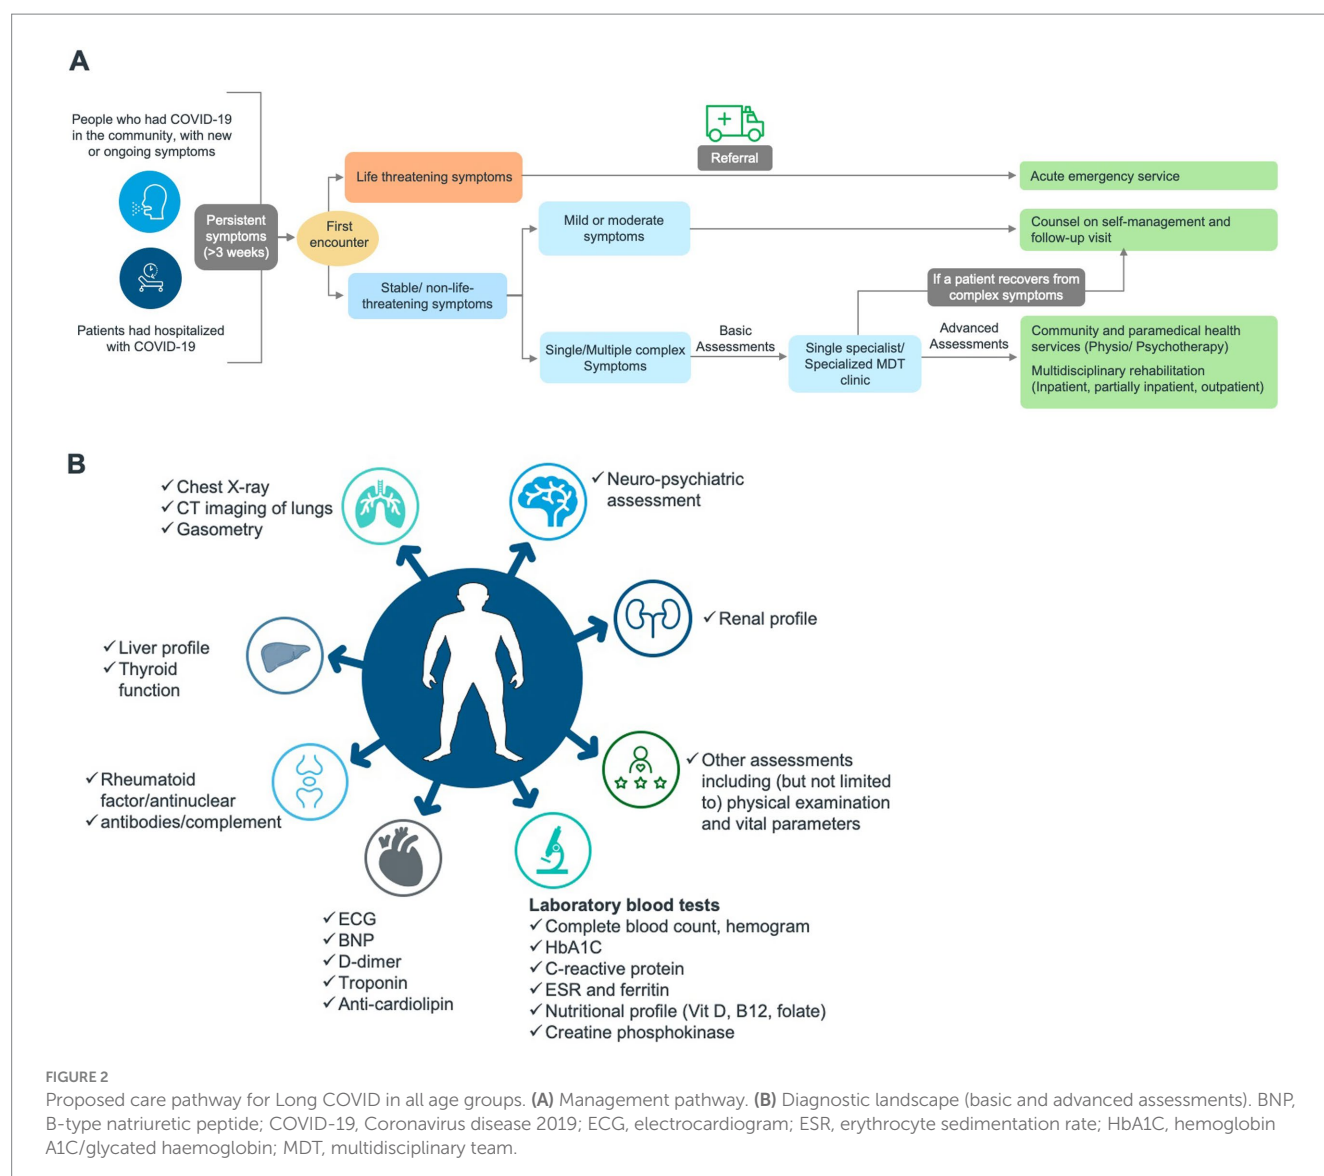 A
People who had COVID-19
in the community, with new
or ongoing symptoms
Patients had hospitalized
with COVID-19
Persistent
symptoms
(>3 weeks)
First
encounter
Life threatening symptoms
Referral
Acute emergency service
Stable/ non-life-
threatening symptoms
Mild or moderate
symptoms
Counsel on self-management and
follow-up visit
If a patient recovers from
complex symptoms
Single/Multiple complex
Symptoms
Basic
Assessments
Single specialist/
Specialized MDT
clinic
Advanced
Assessments
Community and paramedical health
services (Physio/ Psychotherapy)
Multidisciplinary rehabilitation
(Inpatient, partially inpatient, outpatient)
B
✓ Chest X-ray
✓ CT imaging of lungs
✓ Gasometry
✓ Neuro-psychiatric
assessment
✓ Renal profile
✓ Liver profile
✓ Thyroid
function
✓ Other assessments
including (but not limited
to) physical examination
and vital parameters
✓ Rheumatoid
factor/antinuclear
✓ antibodies/complement
✓ ECG
✓ BNP
✓ D-dimer
✓ Troponin
✓ Anti-cardiolipin
Laboratory blood tests
✓ Complete blood count, hemogram
✓ HbA1C
✓ C-reactive protein
✓ ESR and ferritin
✓ Nutritional profile (Vit D, B12, folate)
✓ Creatine phosphokinase
FIGURE 2
Proposed care pathway for Long COVID in all age groups. (A) Management pathway. (B) Diagnostic landscape (basic and advanced assessments). BNP,
B-type natriuretic peptide; COVID-19, Coronavirus disease 2019; ECG, electrocardiogram; ESR, erythrocyte sedimentation rate; HbA1C, hemoglobin
A1C/glycated haemoglobin; MDT, multidisciplinary team.